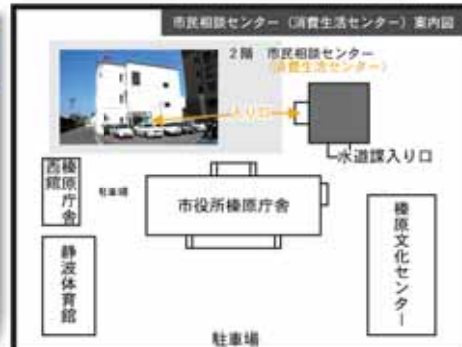 市民相談センター（消費生活センター）案内図
2階 市民相談センター
（消費生活センター）
入り口
水道課入り口
榛原庁舎
西館
駐車場
市役所榛原庁舎
静波体育館
榛原文化センター
駐車場